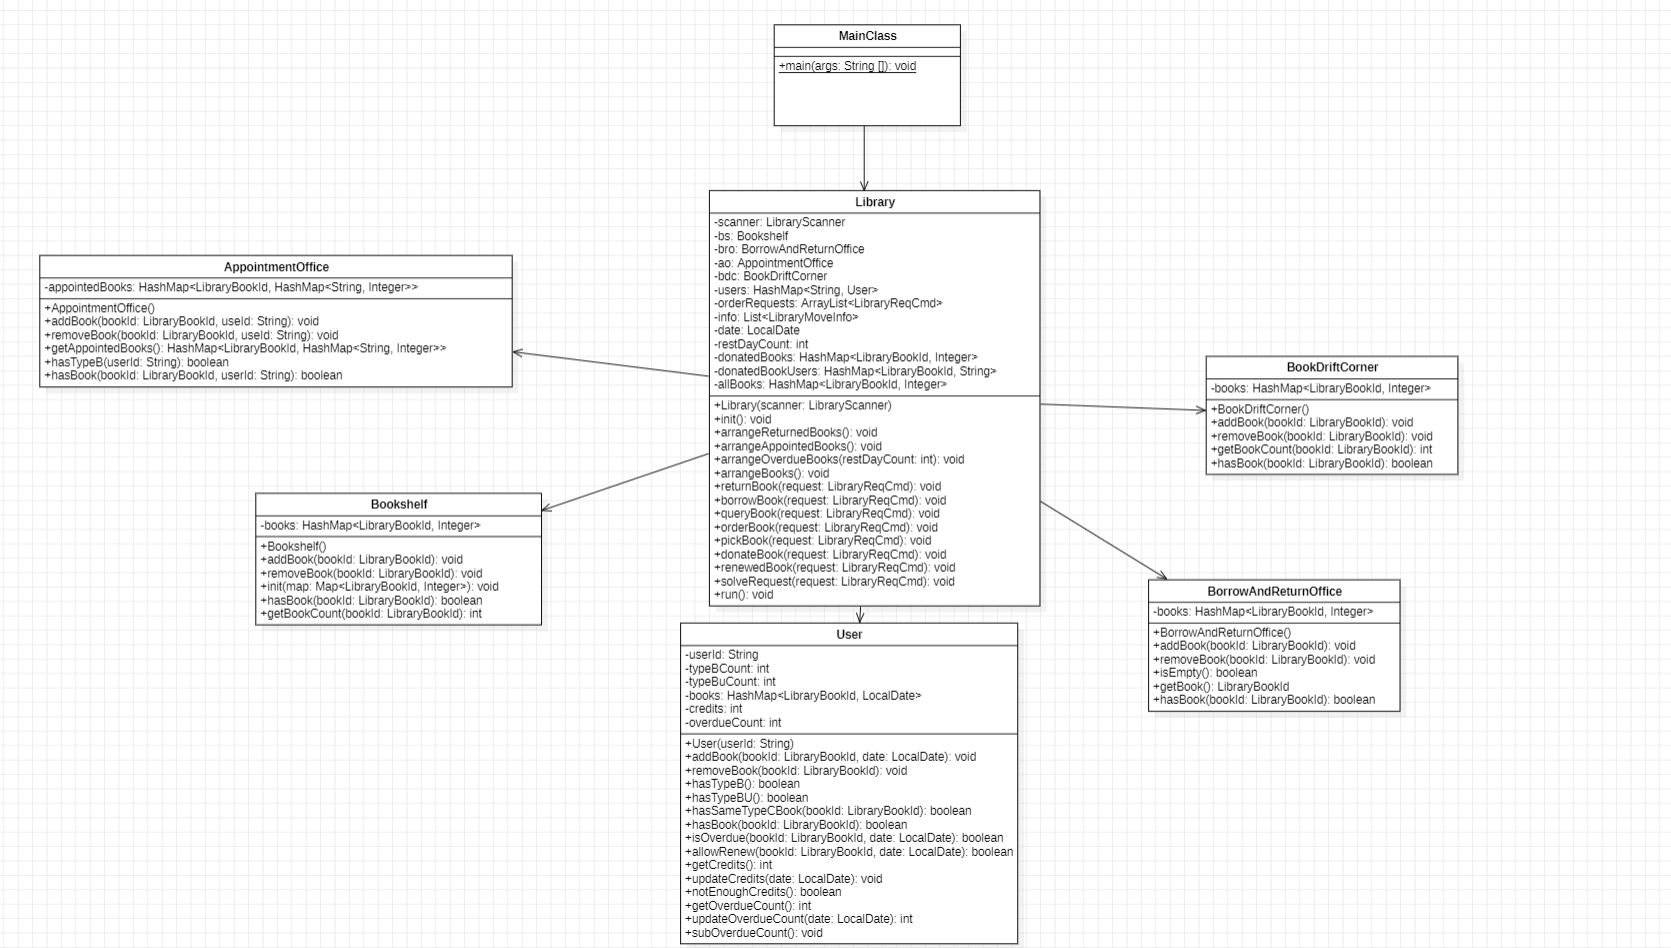 MainClass
+main(args: String []): void
Library
-scanner: LibraryScanner
-bs: Bookshelf
-bro: BorrowAndReturnOffice
-ao: AppointmentOffice
-bdc: BookDriftCorner
-users: HashMap<String, User>
-orderRequests: ArrayList<LibraryReqCmd>
-info: List<LibraryMoveInfo>
-date: LocalDate
-restDayCount: int
-donatedBooks: HashMap<LibraryBookId, Integer>
-donatedBookUsers: HashMap<LibraryBookId, String>
-allBooks: HashMap<LibraryBookId, Integer>
+Library(scanner: LibraryScanner)
+init(): void
+arrangeReturnedBooks(): void
+arrangeAppointedBooks(): void
+arrangeOverdueBooks(restDayCount: int): void
+arrangeBooks(): void
+returnBook(request: LibraryReqCmd): void
+borrowBook(request: LibraryReqCmd): void
+queryBook(request: LibraryReqCmd): void
+orderBook(request: LibraryReqCmd): void
+pickBook(request: LibraryReqCmd): void
+donateBook(request: LibraryReqCmd): void
+renewedBook(request: LibraryReqCmd): void
+solveRequest(request: LibraryReqCmd): void
+run(): void
AppointmentOffice
-appointedBooks: HashMap<LibraryBookId, HashMap<String, Integer>>
+AppointmentOffice()
+addBook(bookId: LibraryBookId, useId: String): void
+removeBook(bookId: LibraryBookId, useId: String): void
+getAppointedBooks(): HashMap<LibraryBookId, HashMap<String, Integer>>
+hasTypeB(userId: String): boolean
+hasBook(bookId: LibraryBookId, userId: String): boolean
BookDriftCorner
-books: HashMap<LibraryBookId, Integer>
+BookDriftCorner()
+addBook(bookId: LibraryBookId): void
+removeBook(bookId: LibraryBookId): void
+getBookCount(bookId: LibraryBookId): int
+hasBook(bookId: LibraryBookId): boolean
Bookshelf
-books: HashMap<LibraryBookId, Integer>
+Bookshelf()
+addBook(bookId: LibraryBookId): void
+removeBook(bookId: LibraryBookId): void
+init(map: Map<LibraryBookId, Integer>): void
+hasBook(bookId: LibraryBookId): boolean
+getBookCount(bookId: LibraryBookId): int
BorrowAndReturnOffice
-books: HashMap<LibraryBookId, Integer>
+BorrowAndReturnOffice()
+addBook(bookId: LibraryBookId): void
+removeBook(bookId: LibraryBookId): void
+isEmpty(): boolean
+getBook(): LibraryBookId
+hasBook(bookId: LibraryBookId): boolean
User
-userId: String
-typeBCount: int
-typeBuCount: int
-books: HashMap<LibraryBookId, LocalDate>
-credits: int
-overdueCount: int
+User(userId: String)
+addBook(bookId: LibraryBookId, date: LocalDate): void
+removeBook(bookId: LibraryBookId): void
+hasTypeB(): boolean
+hasTypeBU(): boolean
+hasSameTypeCBook(bookId: LibraryBookId): boolean
+hasBook(bookId: LibraryBookId): boolean
+isOverdue(bookId: LibraryBookId, date: LocalDate): boolean
+allowRenew(bookId: LibraryBookId, date: LocalDate): boolean
+getCredits(): int
+updateCredits(date: LocalDate): void
+notEnoughCredits(): boolean
+getOverdueCount(): int
+updateOverdueCount(date: LocalDate): int
+subOverdueCount(): void